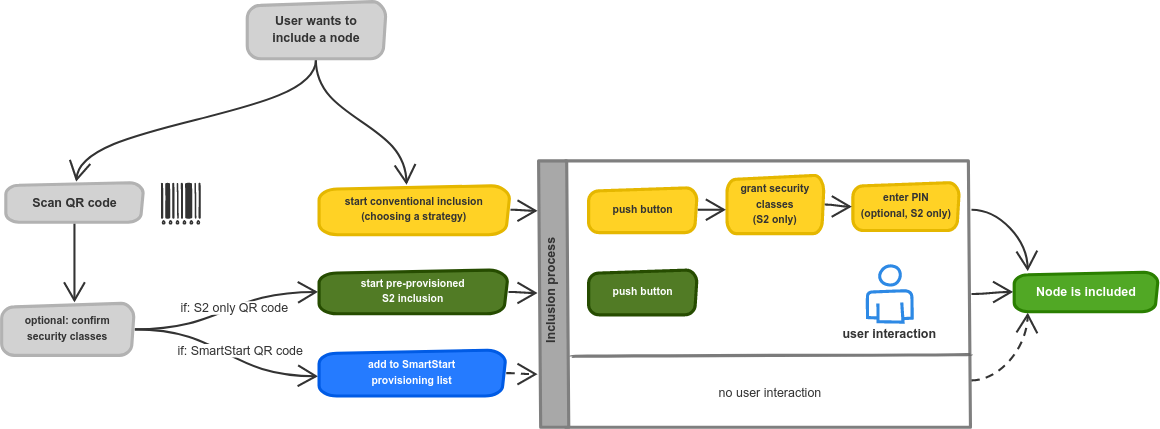 User wants to
include a node
Scan QR code
start conventional inclusion
(choosing a strategy)
Inclusion process
push button
grant security
classes
(S2 only)
enter PIN
(optional, S2 only)
start pre-provisioned
S2 inclusion
push button
Node is included
if: S2 only QR code
optional: confirm
security classes
user interaction
if: SmartStart QR code
add to SmartStart
provisioning list
no user interaction